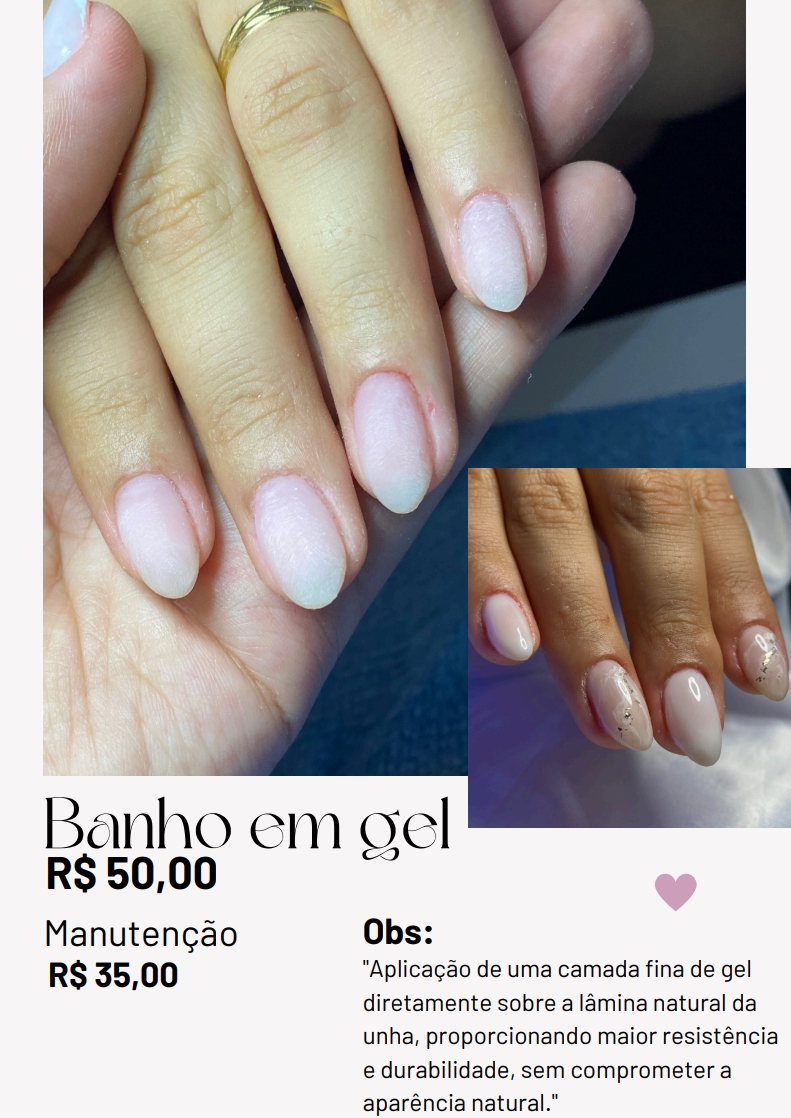 Banho em gel
R$ 50,00
Manutenção
R$ 35,00
Obs:
"Aplicação de uma camada fina de gel
diretamente sobre a lâmina natural da
unha, proporcionando maior resistência
e durabilidade, sem comprometer a
aparência natural."